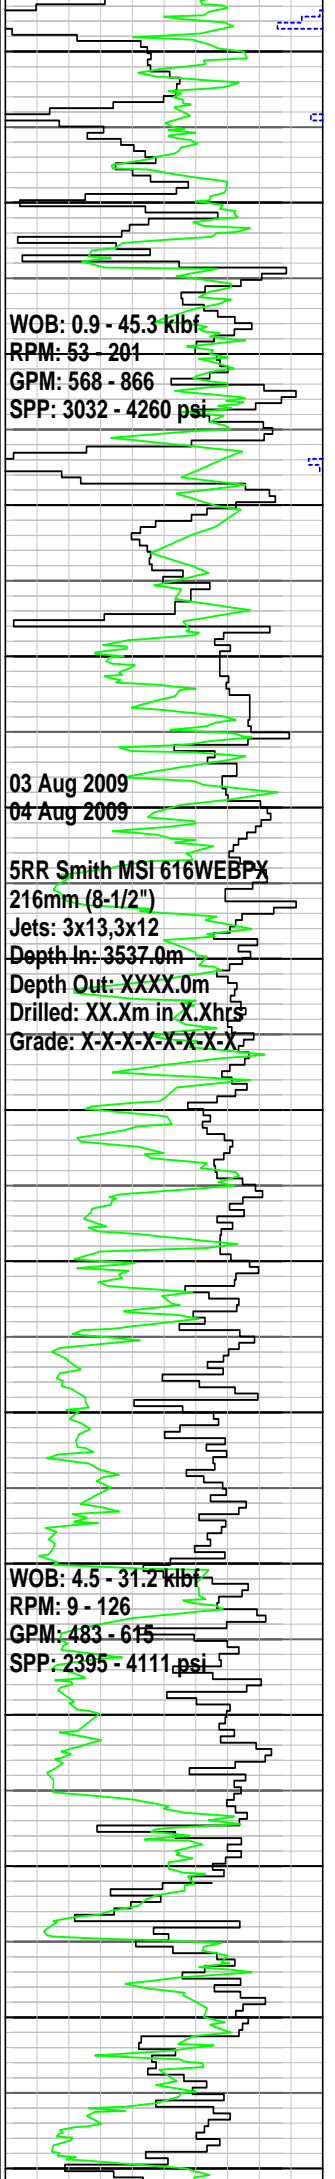 WOB: 0.9 - 45.3 klbf
RPM: 53 - 201
GPM: 568 - 866
SPP: 3032 - 4260 psi
03 Aug 2009
04 Aug 2009
5RR Smith MSI 616WEBPX
216mm (8-1/2")
Jets: 3x13,3x12
Depth In: 3537.0m
Depth Out: XXXX.0m
Drilled: XX.Xm in X.Xhrs
Grade: X-X-X-X-X-X-X-X
WOB: 4.5 - 31.2 klbf
RPM: 9 - 126
GPM: 483 - 615
SPP: 2395 - 4111 psi